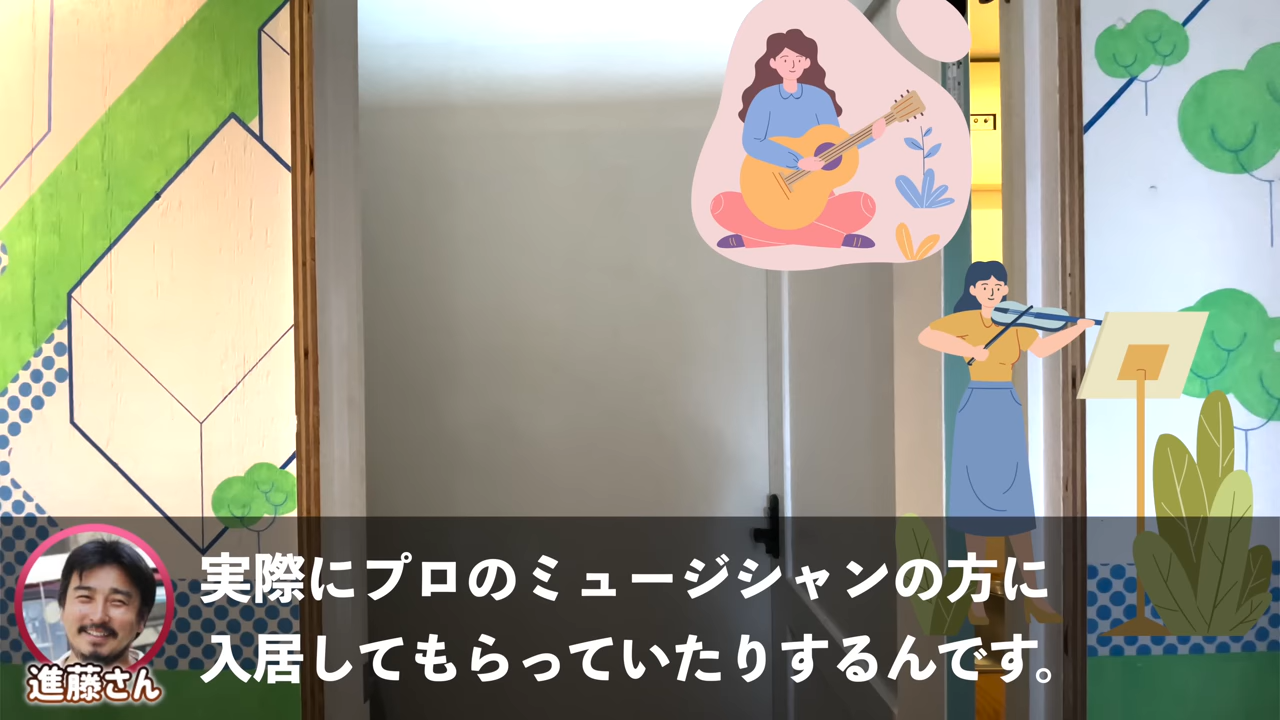 実際にプロのミュージシャンの方に
入居してもらっていたりするんです。
進藤さん